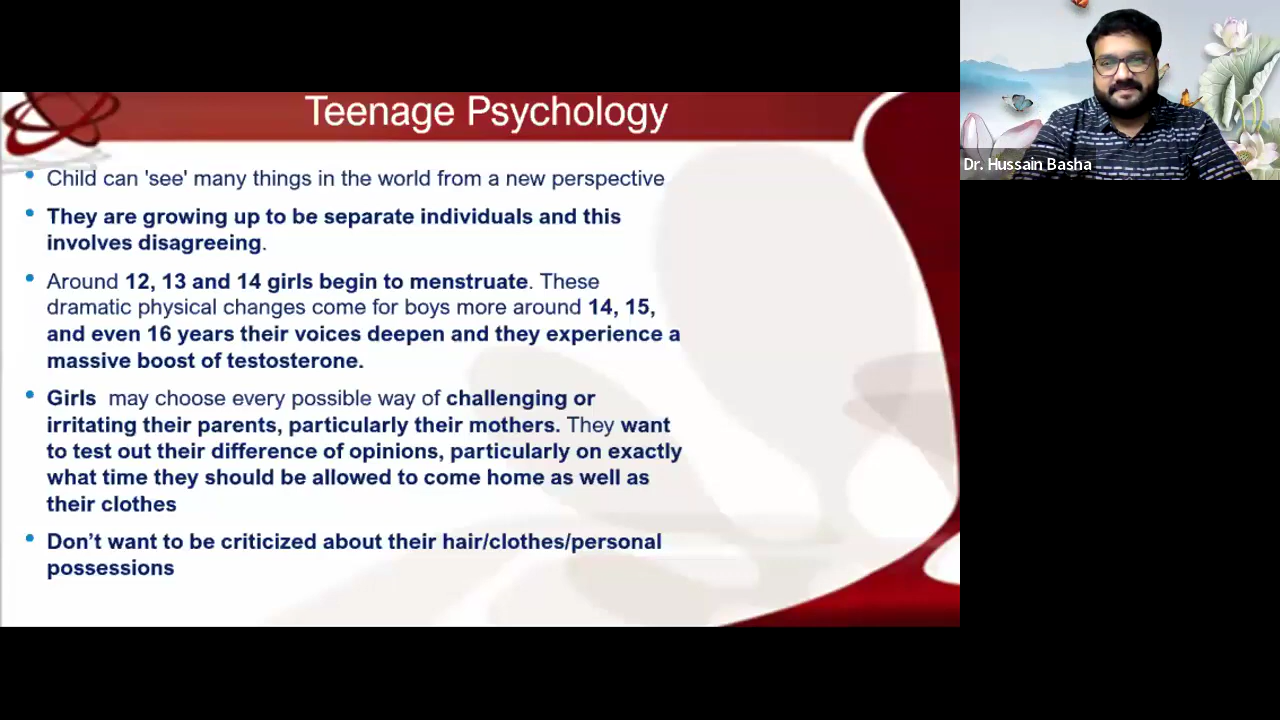 Teenage Psychology
Dr. Hussain Basha
• Child can 'see' many things in the world from a new perspective
• They are growing up to be separate individuals and this
involves disagreeing.
• Around 12, 13 and 14 girls begin to menstruate. These
dramatic physical changes come for boys more around 14, 15,
and even 16 years their voices deepen and they experience a
massive boost of testosterone.
• Girls may choose every possible way of challenging or
irritating their parents, particularly their mothers. They want
to test out their difference of opinions, particularly on exactly
what time they should be allowed to come home as well as
their clothes
• Don’t want to be criticized about their hair/clothes/personal
possessions